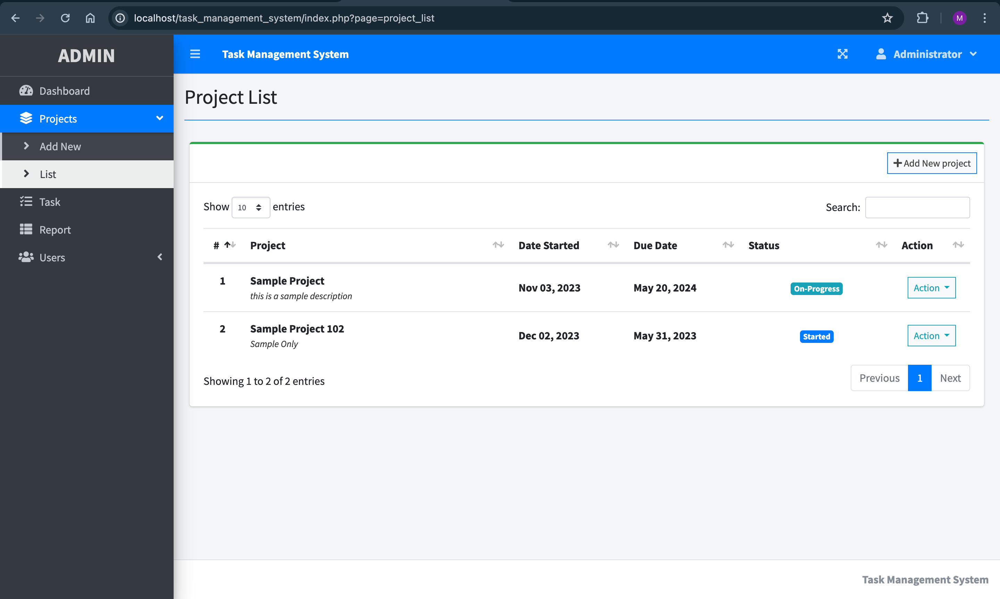 localhost/task_management_system/index.php?page=project_list
M
ADMIN
Task Management System
Administrator
Dashboard
Projects
Add New
List
Task
Report
Users
Project List
Add New project
Show 10 entries
Search:
# Project Date Started Due Date Status Action
1 Sample Project Nov 03, 2023 May 20, 2024 On-Progress Action
this is a sample description
2 Sample Project 102 Dec 02, 2023 May 31, 2023 Started Action
Sample Only
Showing 1 to 2 of 2 entries
Previous 1 Next
Task Management System